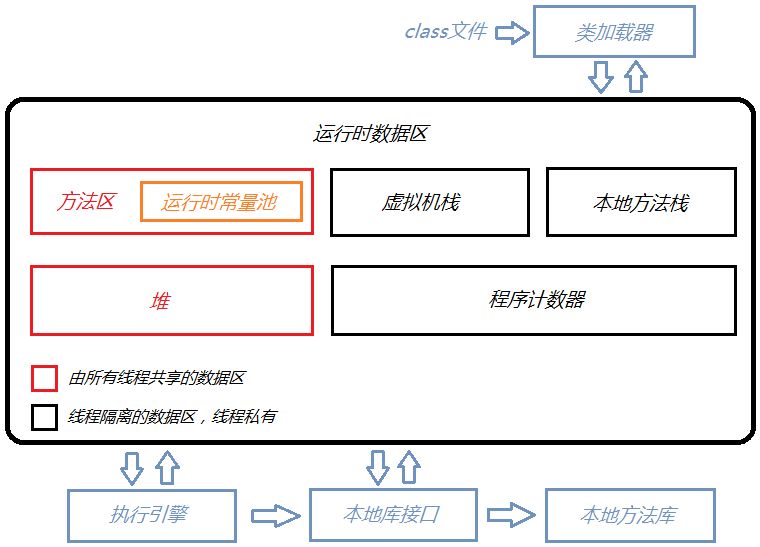 class文件
类加载器
运行时数据区
方法区
运行时常量池
虚拟机栈
本地方法栈
堆
程序计数器
由所有线程共享的数据区
线程隔离的数据区，线程私有
执行引擎
本地库接口
本地方法库